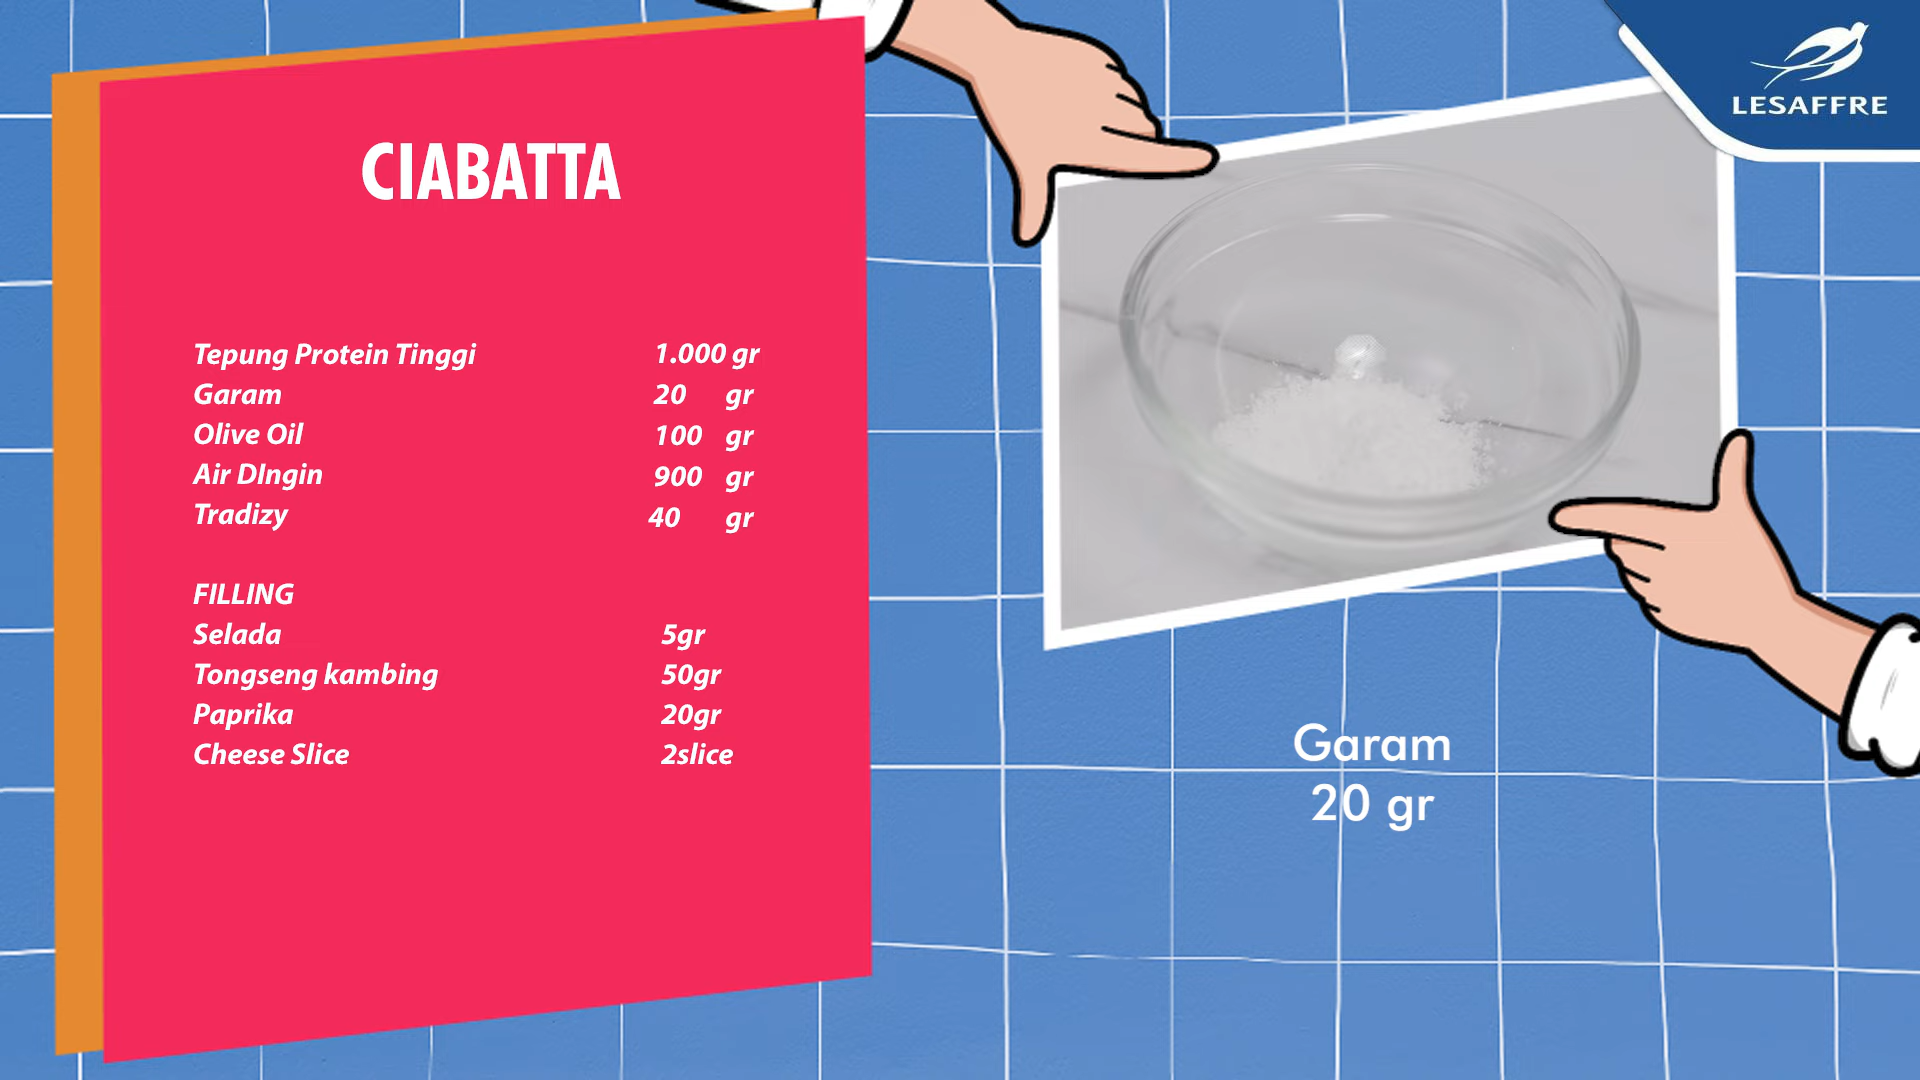 CIABATTA
Tepung Protein Tinggi 1.000 gr
Garam 20 gr
Olive Oil 100 gr
Air DIngin 900 gr
Tradizy 40 gr
FILLING
Selada 5gr
Tongseng kambing 50gr
Paprika 20gr
Cheese Slice 2slice
LESAFFRE
Garam
20 gr